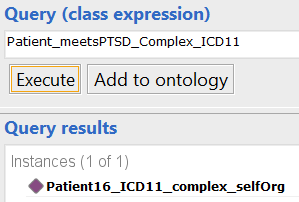 Query (class expression)
Patient_meetsPTSD_Complex_ICD11
Execute
Add to ontology
Query results
Instances (1 of 1)
Patient16_ICD11_complex_selfOrg